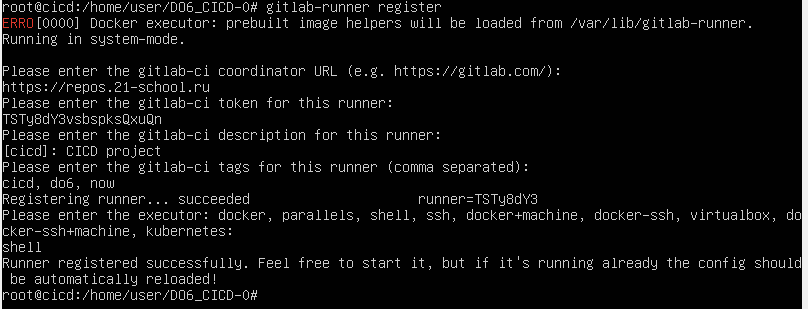 root@cicd:/home/user/DO6_CICD-0# gitlab-runner register
ERRO[0000] Docker executor: prebuilt image helpers will be loaded from /var/lib/gitlab-runner.
Running in system-mode.
Please enter the gitlab-ci coordinator URL (e.g. https://gitlab.com/):
https://repos.21-school.ru
Please enter the gitlab-ci token for this runner:
TSTy8dY3vsbspksQxuQn
Please enter the gitlab-ci description for this runner:
[cicd]: CICD project
Please enter the gitlab-ci tags for this runner (comma separated):
cicd, do6, now
Registering runner... succeeded                     runner=TSTy8dY3
Please enter the executor: docker, parallels, shell, ssh, docker+machine, docker-ssh, virtualbox, do
cker-ssh+machine, kubernetes:
shell
Runner registered successfully. Feel free to start it, but if it's running already the config should
 be automatically reloaded!
root@cicd:/home/user/DO6_CICD-0#